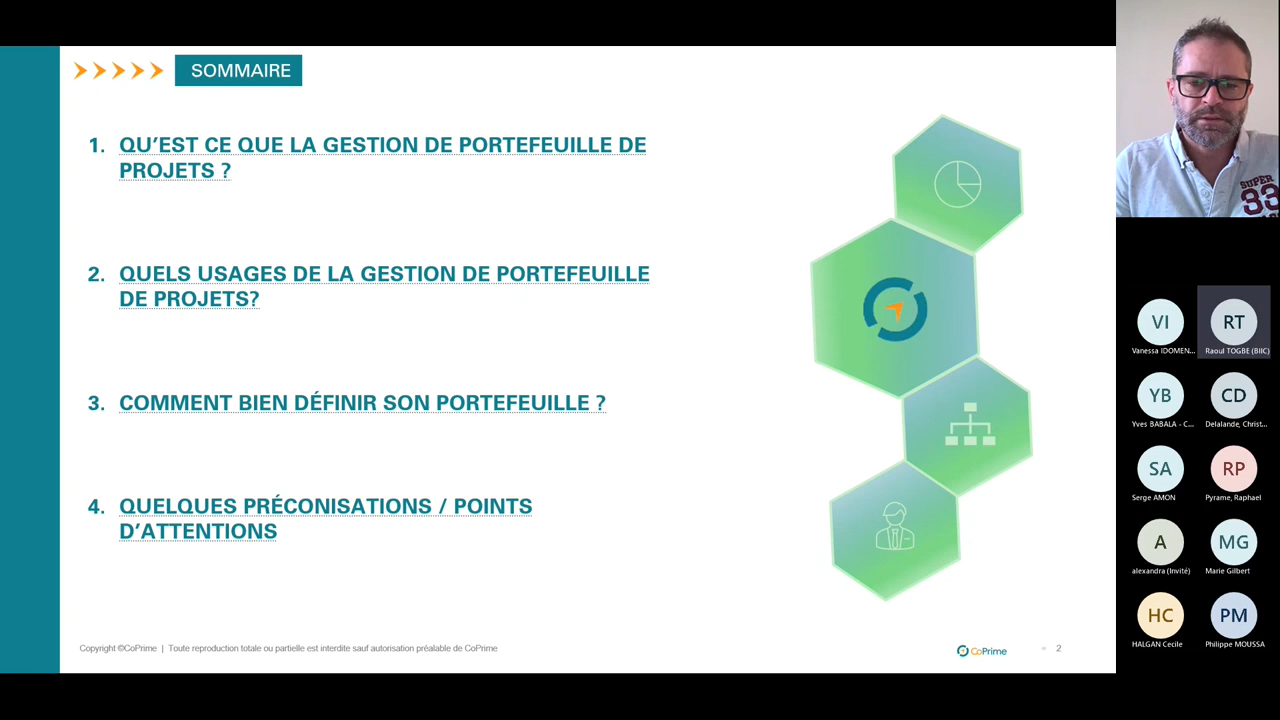 SOMMAIRE
1. QU’EST CE QUE LA GESTION DE PORTEFEUILLE DE
PROJETS ?
2. QUELS USAGES DE LA GESTION DE PORTEFEUILLE
DE PROJETS?
3. COMMENT BIEN DÉFINIR SON PORTEFEUILLE ?
4. QUELQUES PRÉCONISATIONS / POINTS
D’ATTENTIONS
Copyright ©CoPrime | Toute reproduction totale ou partielle est interdite sauf autorisation préalable de CoPrime
CoPrime
2
SUPER
33
VI
Vanessa IDOMEN...
RT
Raoul TOGBE (BIIC)
YB
Yves BABALA - C...
CD
Delalande, Christ...
SA
Serge AMON
RP
Pyrame, Raphael
A
alexandra (Invité)
MG
Marie Gilbert
HC
HALGAN Cecile
PM
Philippe MOUSSA